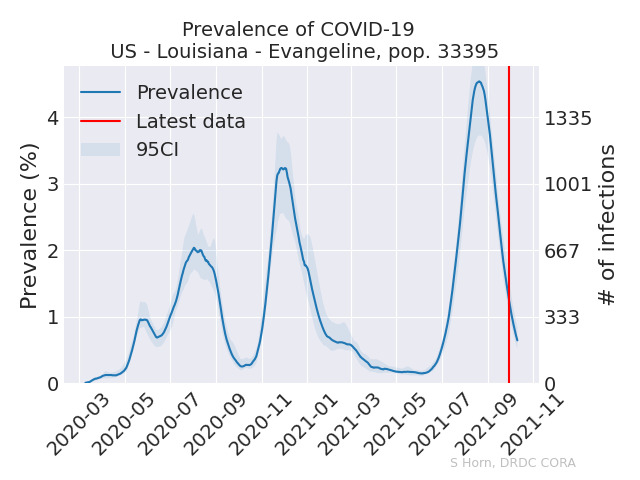 Prevalence of COVID-19
US - Louisiana - Evangeline, pop. 33395
Prevalence
Latest data
95CI
Prevalence (%)
4
3
2
1
0
1335
1001
667
333
0
# of infections
2020-03
2020-05
2020-07
2020-09
2020-11
2021-01
2021-03
2021-05
2021-07
2021-09
2021-11
S Horn, DRDC CORA